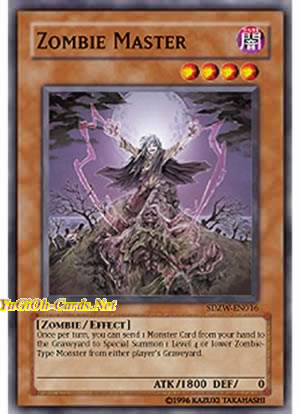 ZOMBIE MASTER
闇
YuGiOh-Cards.Net
SDZW-EN016
[ZOMBIE/EFFECT]
Once per turn, you can send 1 Monster Card from your hand to
the Graveyard to Special Summon 1 Level 4 or lower Zombie-
Type Monster from either player's Graveyard.
ATK/1800 DEF/ 0
©1996 KAZUKI TAKAHASHI